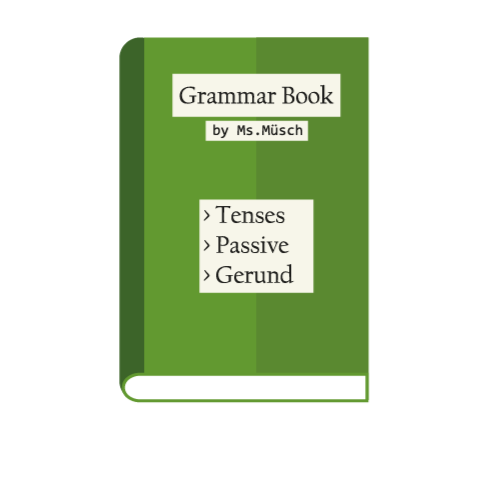 Grammar Book
by Ms.Müsch
› Tenses
› Passive
› Gerund